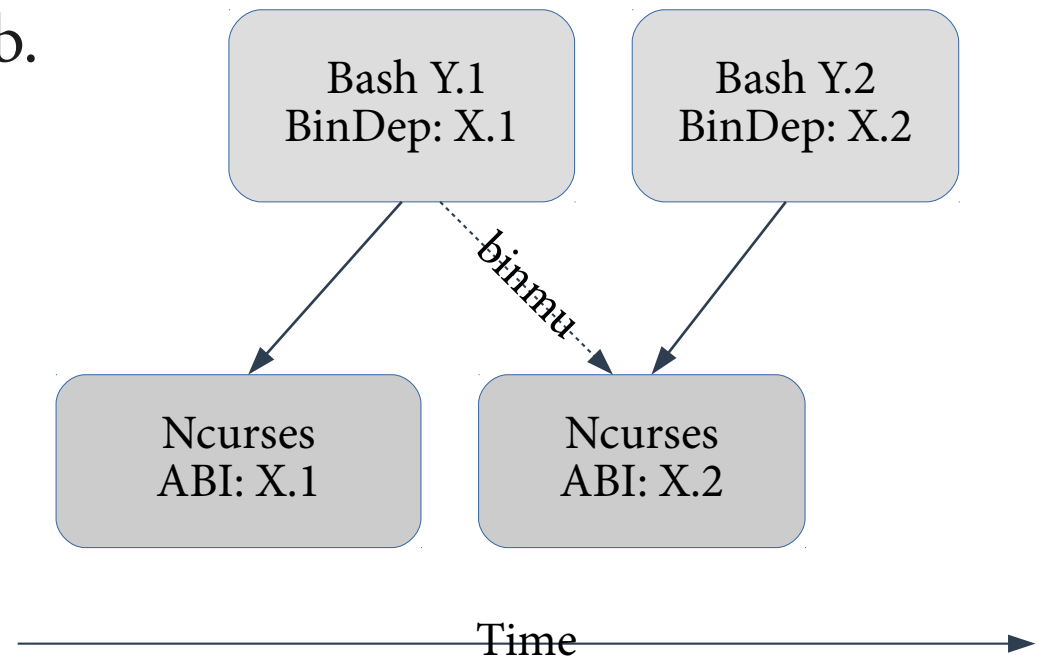 b.
Bash Y.1
BinDep: X.1
Bash Y.2
BinDep: X.2
binmu
Ncurses
ABI: X.1
Ncurses
ABI: X.2
Time